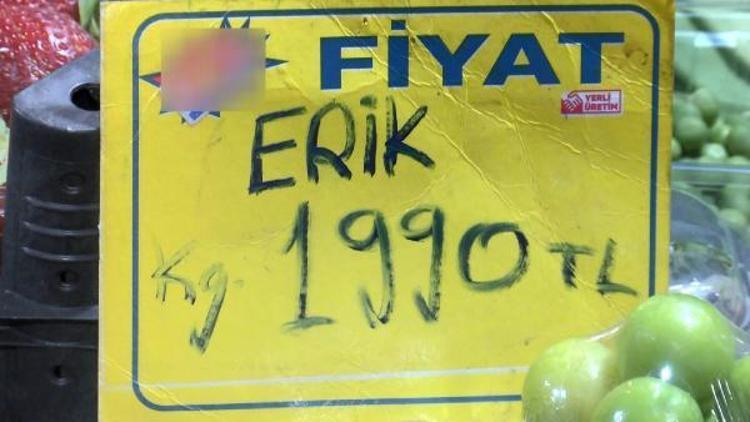 FİYAT
YERLİ
ÜRETİM
ERİK
Kg. 1990 TL